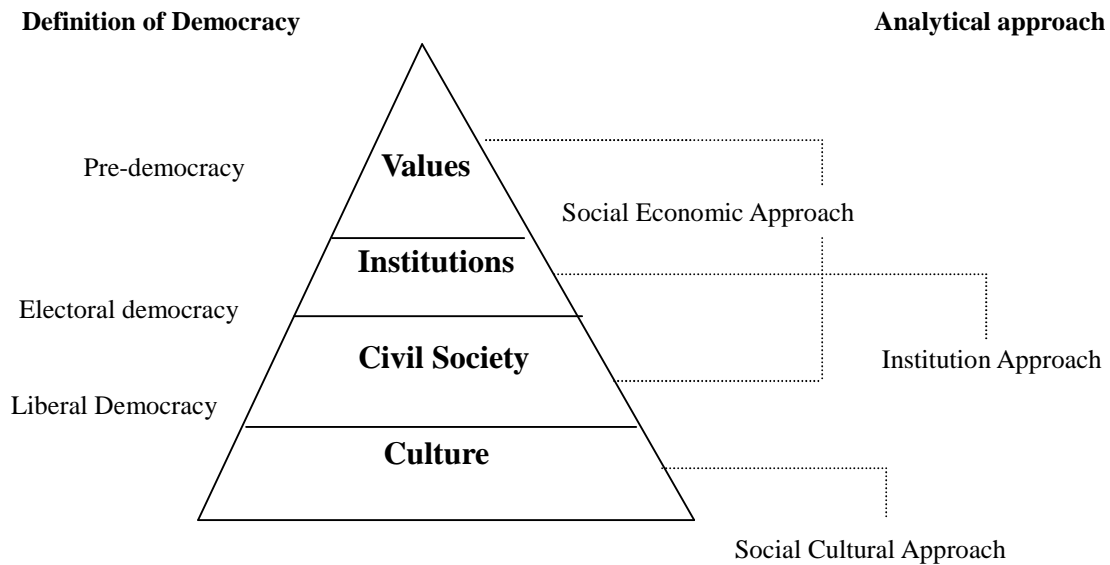 Definition of Democracy
Analytical approach
Pre-democracy
Values
Social Economic Approach
Institutions
Electoral democracy
Civil Society
Institution Approach
Liberal Democracy
Culture
Social Cultural Approach